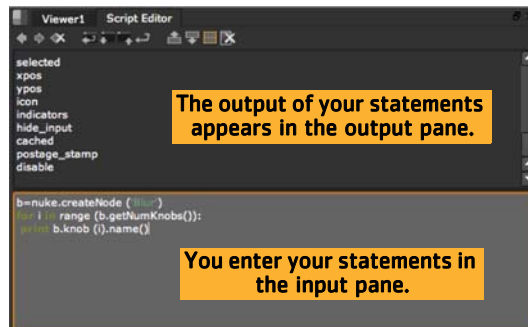 Viewer1 Script Editor
selected
xpos
ypos
icon
indicators
hide_input
cached
postage_stamp
disable
The output of your statements
appears in the output pane.
b=nuke.createNode ('Blur')
for i in range (b.getNumKnobs()):
print b.knob (i).name()
You enter your statements in
the input pane.